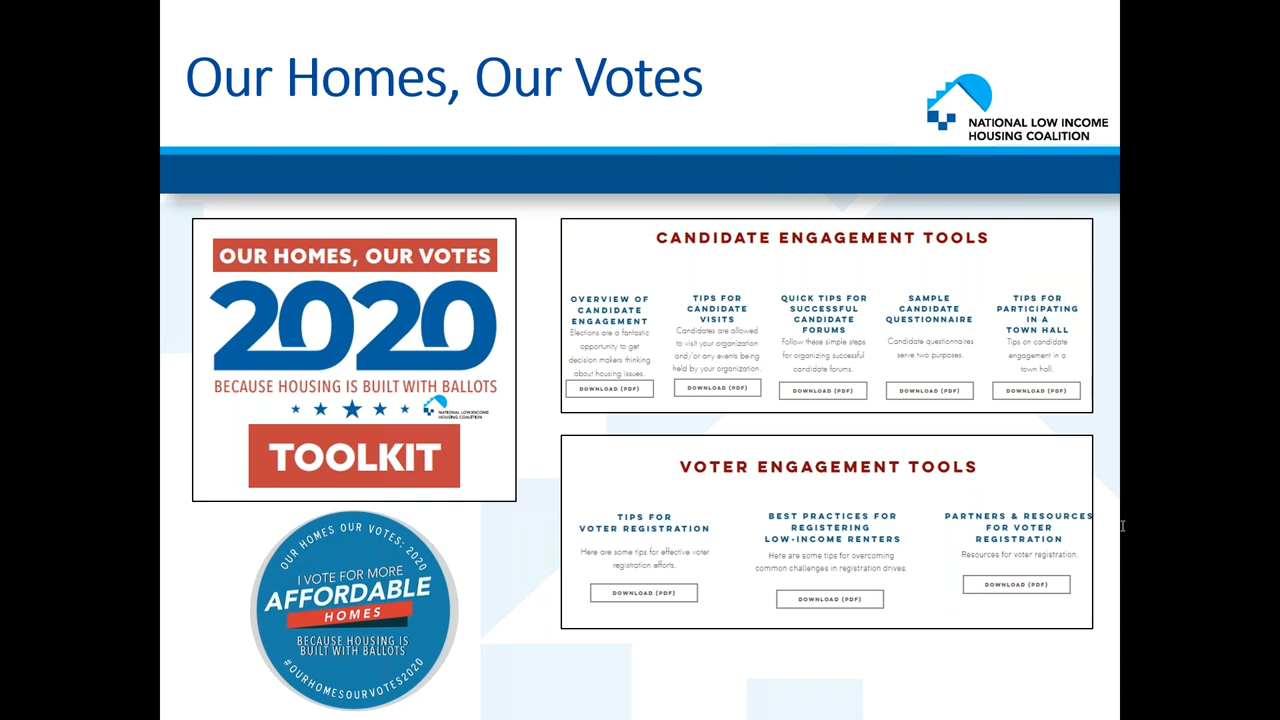 Our Homes, Our Votes
NATIONAL LOW INCOME
HOUSING COALITION
OUR HOMES, OUR VOTES
2020
BECAUSE HOUSING IS BUILT WITH BALLOTS
NATIONAL LOW INCOME
HOUSING COALITION
TOOLKIT
OUR HOMES OUR VOTES: 2020
I VOTE FOR MORE
AFFORDABLE
HOMES
BECAUSE HOUSING IS
BUILT WITH BALLOTS
#OURHOMESOURVOTES2020
CANDIDATE ENGAGEMENT TOOLS
OVERVIEW OF
CANDIDATE
ENGAGEMENT
Elections are a fantastic
opportunity to get
decision makers thinking
about housing issues.
DOWNLOAD (PDF)
TIPS FOR
CANDIDATE
VISITS
Candidates are allowed
to visit your organization
and/or any events being
held by your organization.
DOWNLOAD (PDF)
QUICK TIPS FOR
SUCCESSFUL
CANDIDATE
FORUMS
Follow these simple steps
for organizing successful
candidate forums.
DOWNLOAD (PDF)
SAMPLE
CANDIDATE
QUESTIONNAIRE
Candidate questionnaires
serve two purposes.
DOWNLOAD (PDF)
TIPS FOR
PARTICIPATING
IN A
TOWN HALL
Tips on candidate
engagement in a
town hall.
DOWNLOAD (PDF)
VOTER ENGAGEMENT TOOLS
TIPS FOR
VOTER REGISTRATION
Here are some tips for effective voter
registration efforts.
DOWNLOAD (PDF)
BEST PRACTICES FOR
REGISTERING
LOW-INCOME RENTERS
Here are some tips for overcoming
common challenges in registration drives.
DOWNLOAD (PDF)
PARTNERS & RESOURCES
FOR VOTER
REGISTRATION
Resources for voter registration.
DOWNLOAD (PDF)